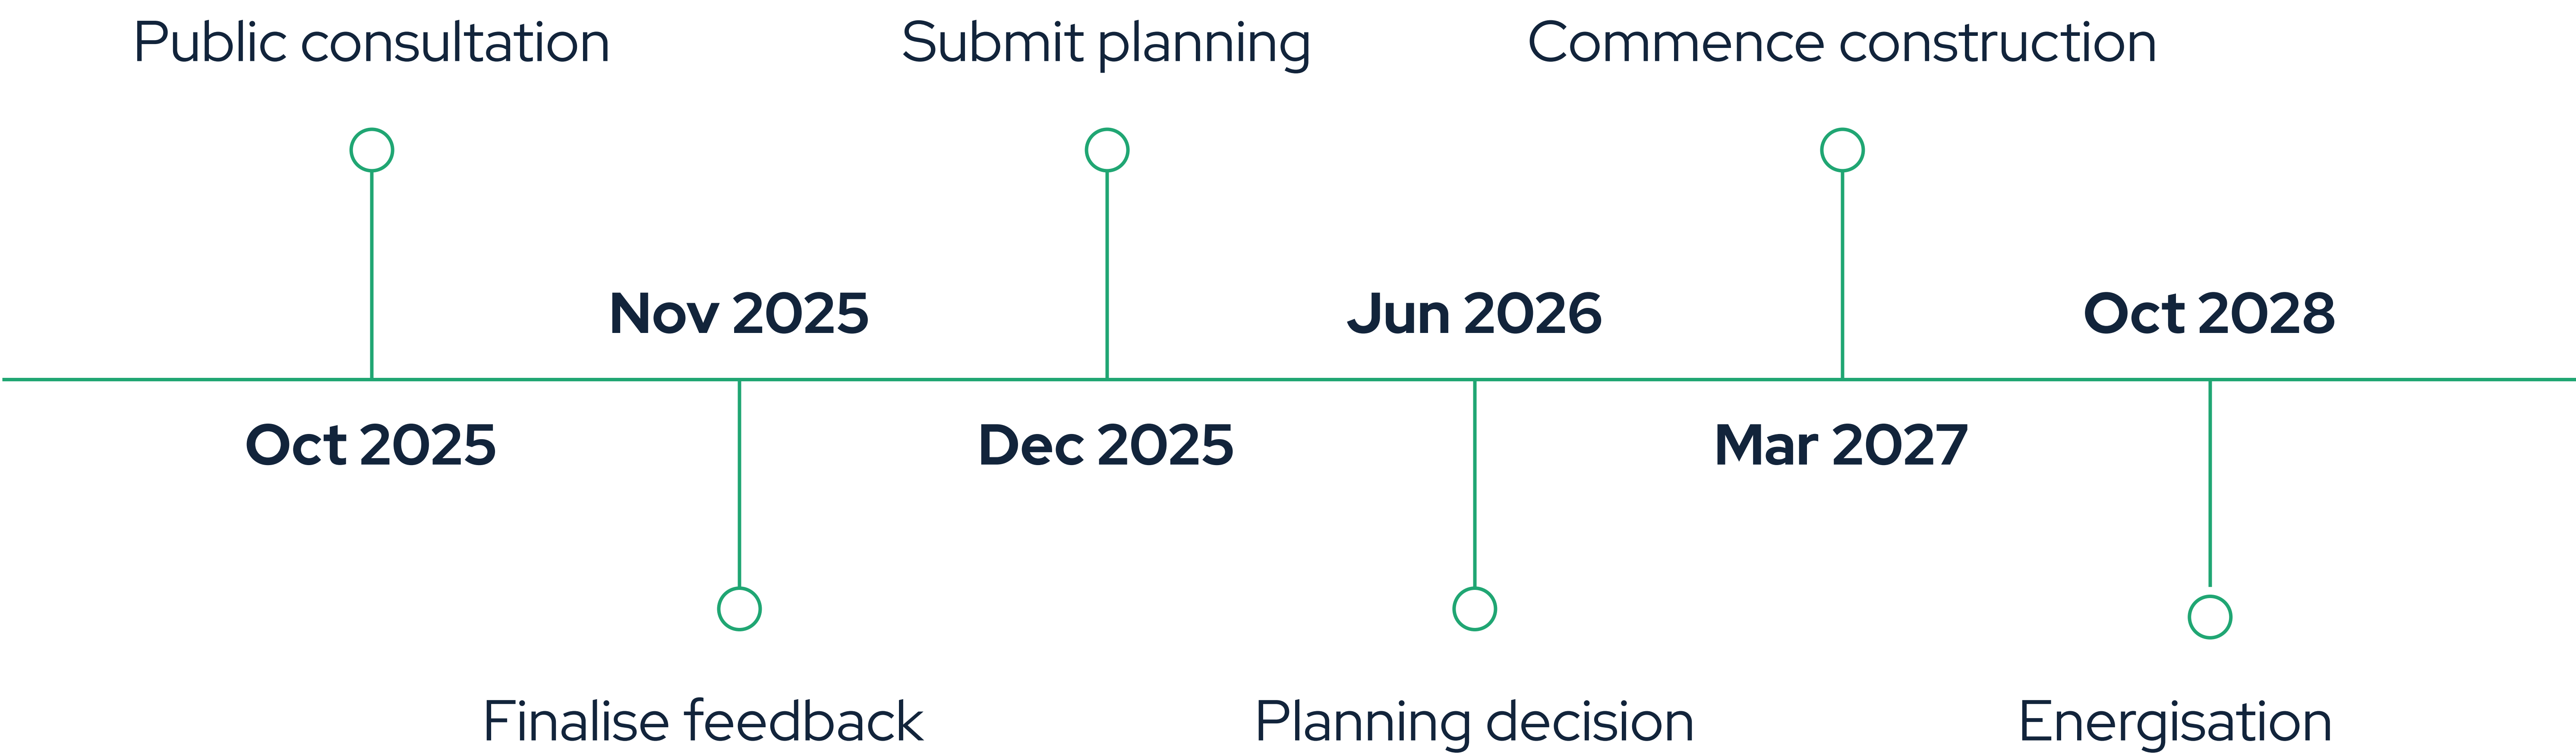 Public consultation
Submit planning
Commence construction
Nov 2025
Jun 2026
Oct 2028
Oct 2025
Dec 2025
Mar 2027
Finalise feedback
Planning decision
Energisation